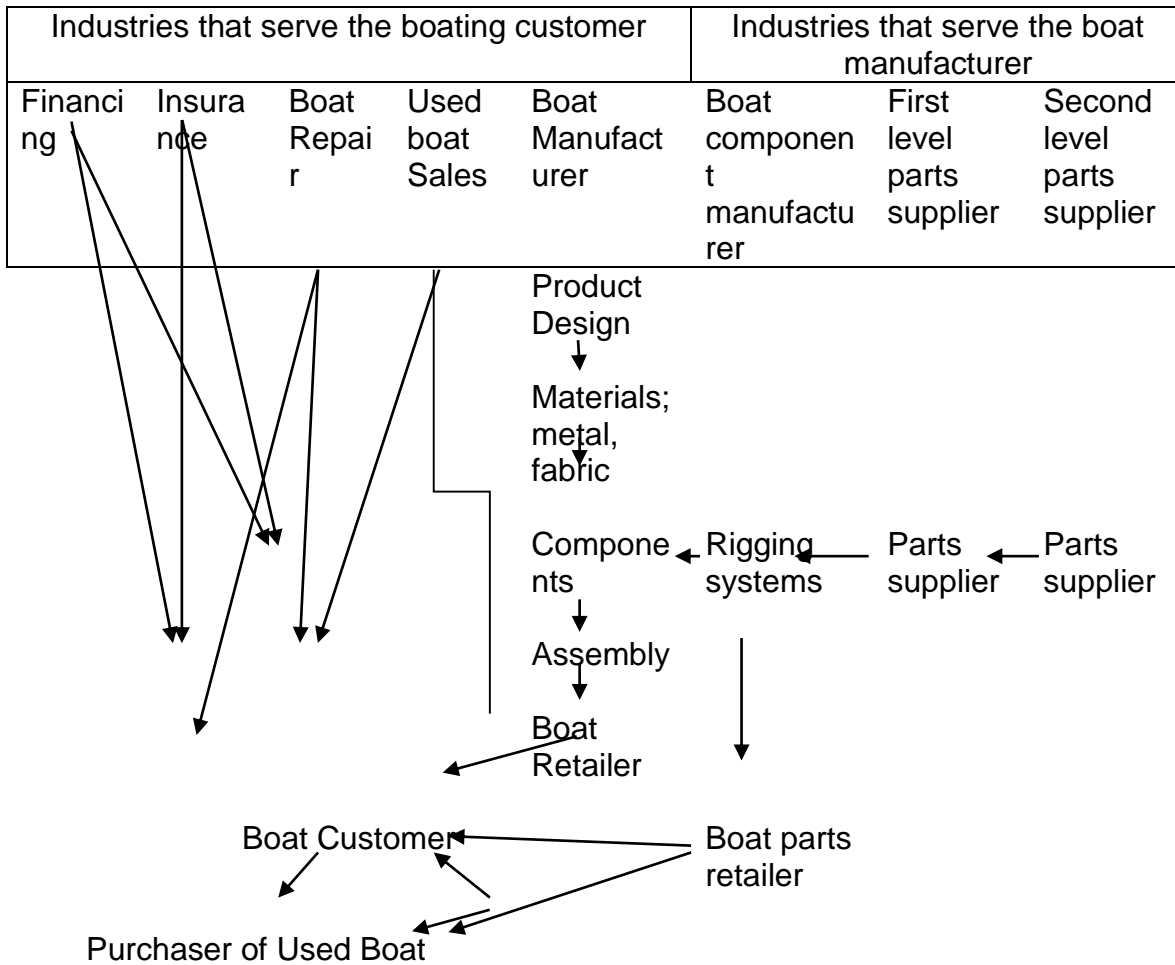 Industries that serve the boating customer
Industries that serve the boat
manufacturer
Financi
ng
Insura
nce
Boat
Repai
r
Used
boat
Sales
Boat
Manufact
urer
Boat
componen
t
manufactu
rer
First
level
parts
supplier
Second
level
parts
supplier
Product
Design
Materials;
metal,
fabric
Compone
nts
Rigging
systems
Parts
supplier
Parts
supplier
Assembly
Boat
Retailer
Boat Customer
Boat parts
retailer
Purchaser of Used Boat